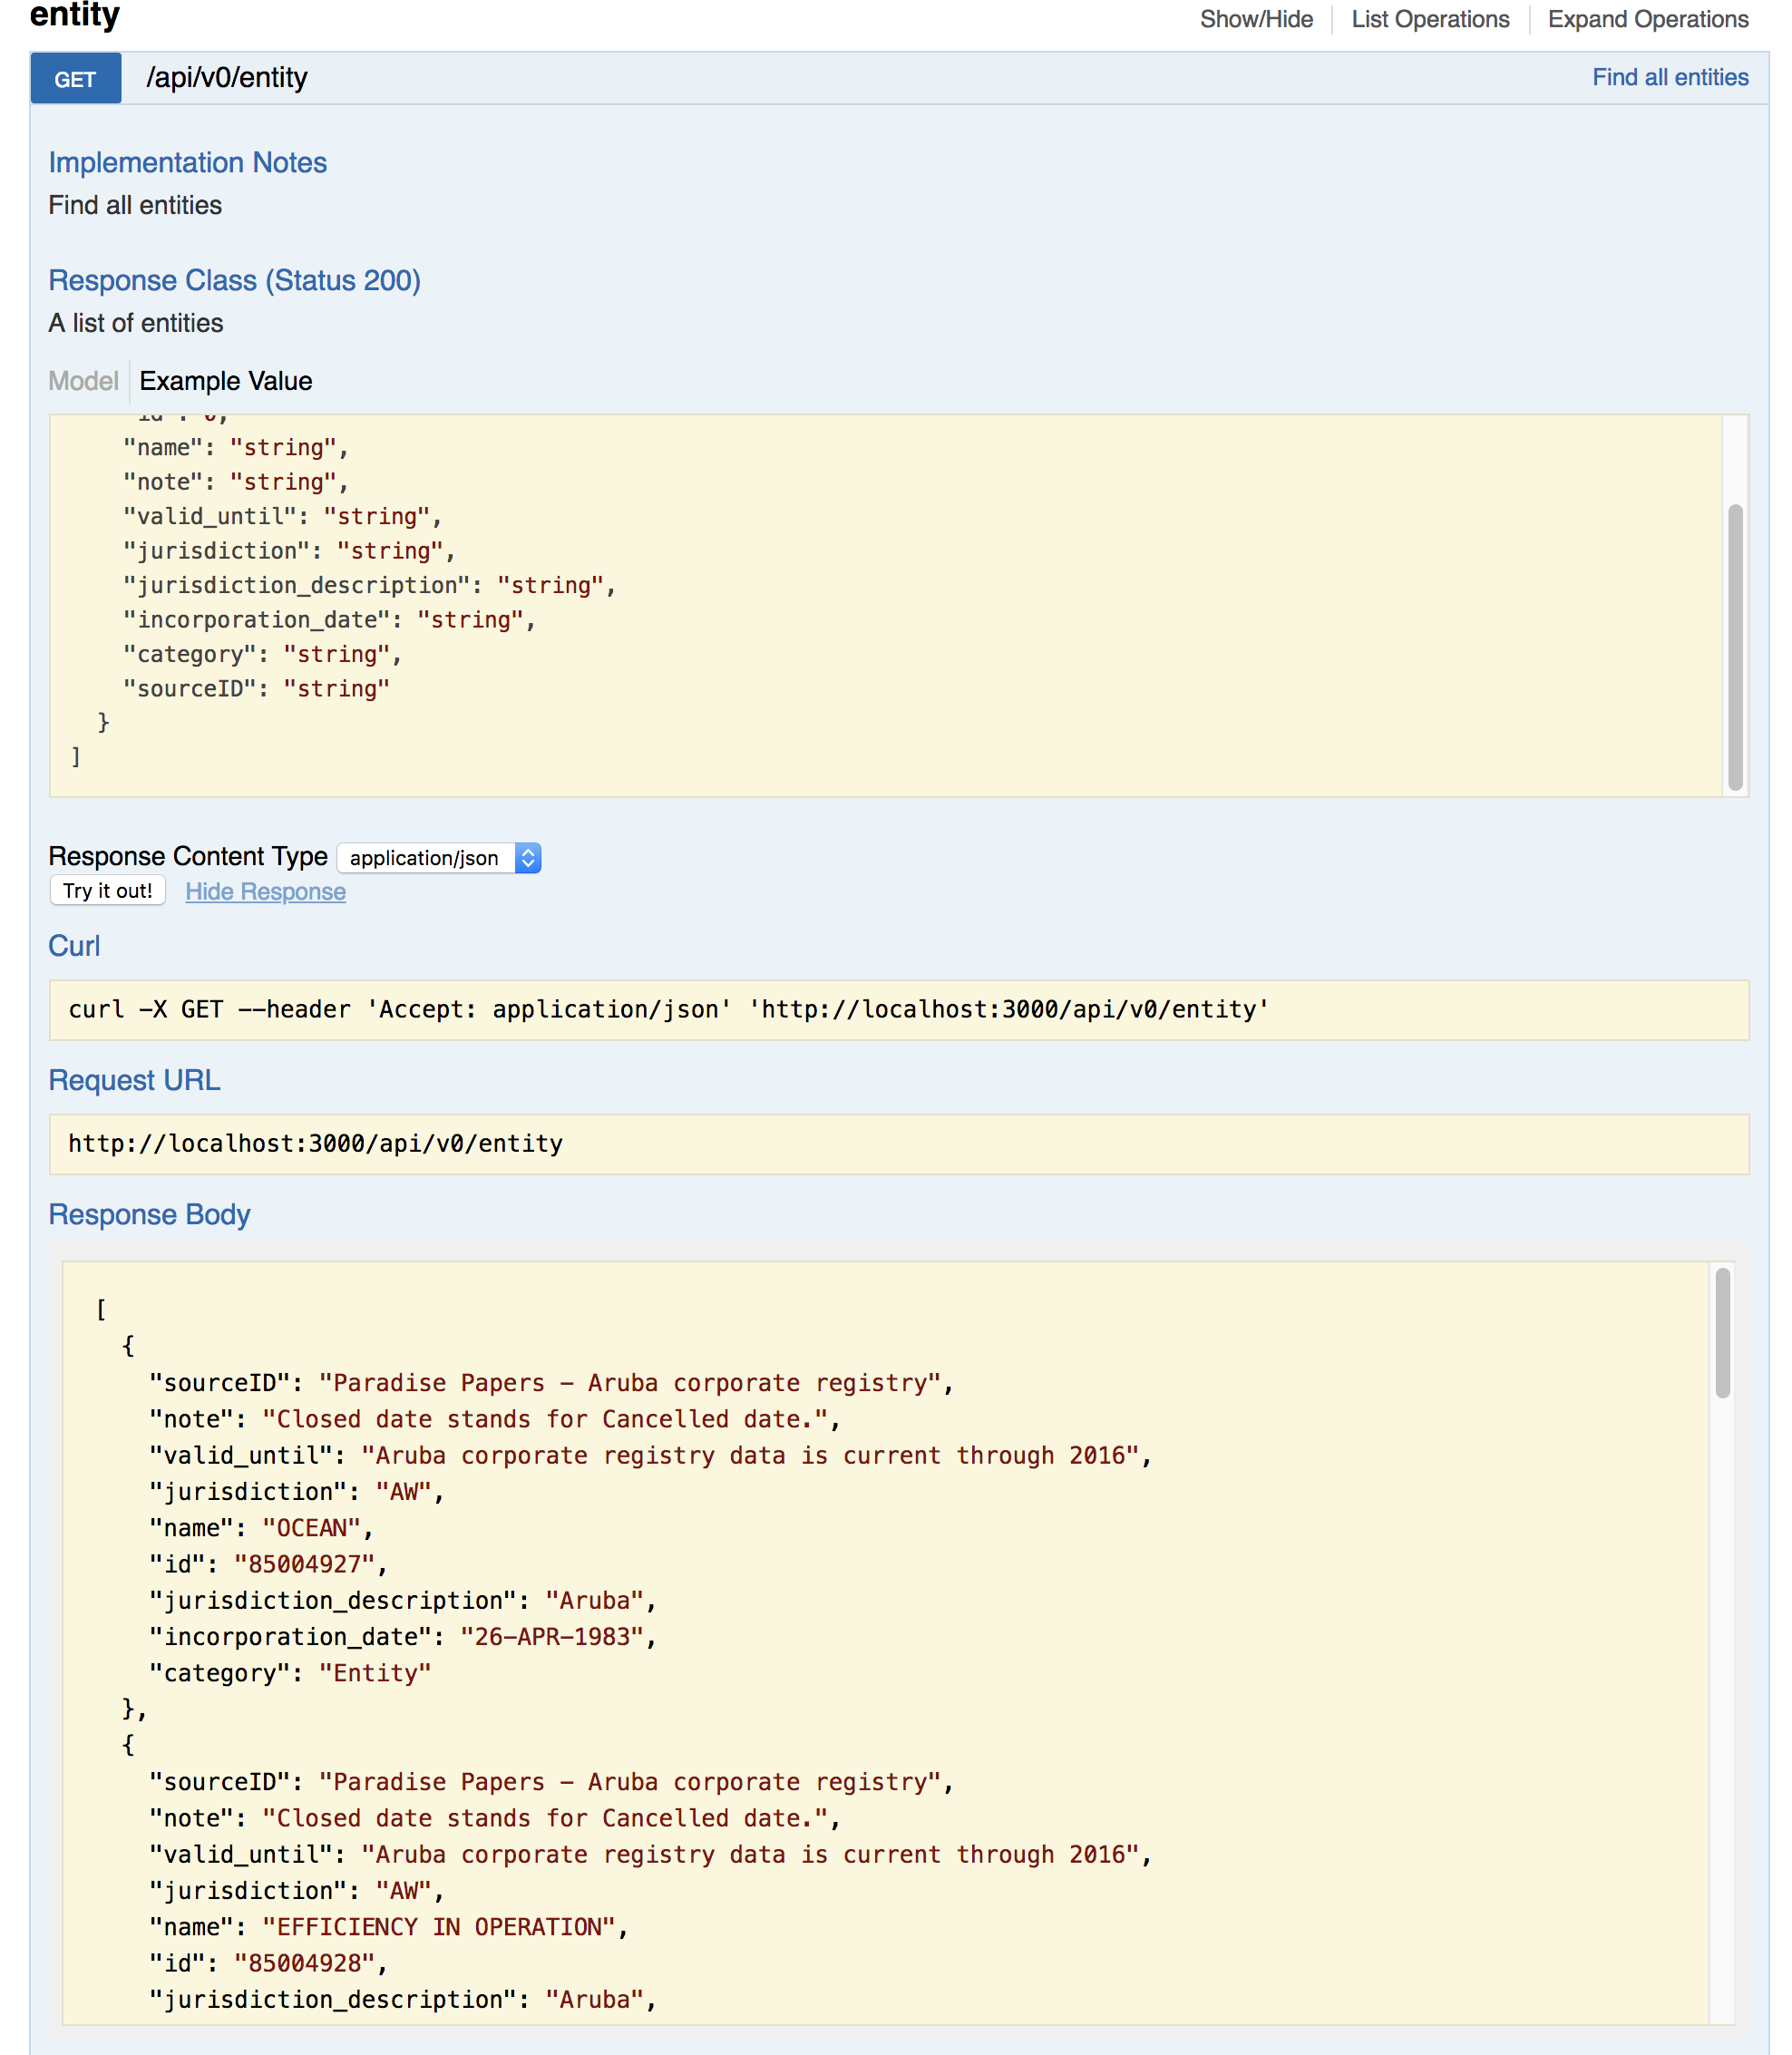 entity
Show/Hide List Operations Expand Operations
GET /api/v0/entity Find all entities
Implementation Notes
Find all entities
Response Class (Status 200)
A list of entities
Model Example Value
"id": 0,
"name": "string",
"note": "string",
"valid_until": "string",
"jurisdiction": "string",
"jurisdiction_description": "string",
"incorporation_date": "string",
"category": "string",
"sourceID": "string"
}
]
Response Content Type application/json
Try it out! Hide Response
Curl
curl -X GET --header 'Accept: application/json' 'http://localhost:3000/api/v0/entity'
Request URL
http://localhost:3000/api/v0/entity
Response Body
[
{
"sourceID": "Paradise Papers - Aruba corporate registry",
"note": "Closed date stands for Cancelled date.",
"valid_until": "Aruba corporate registry data is current through 2016",
"jurisdiction": "AW",
"name": "OCEAN",
"id": "85004927",
"jurisdiction_description": "Aruba",
"incorporation_date": "26-APR-1983",
"category": "Entity"
},
{
"sourceID": "Paradise Papers - Aruba corporate registry",
"note": "Closed date stands for Cancelled date.",
"valid_until": "Aruba corporate registry data is current through 2016",
"jurisdiction": "AW",
"name": "EFFICIENCY IN OPERATION",
"id": "85004928",
"jurisdiction_description": "Aruba",